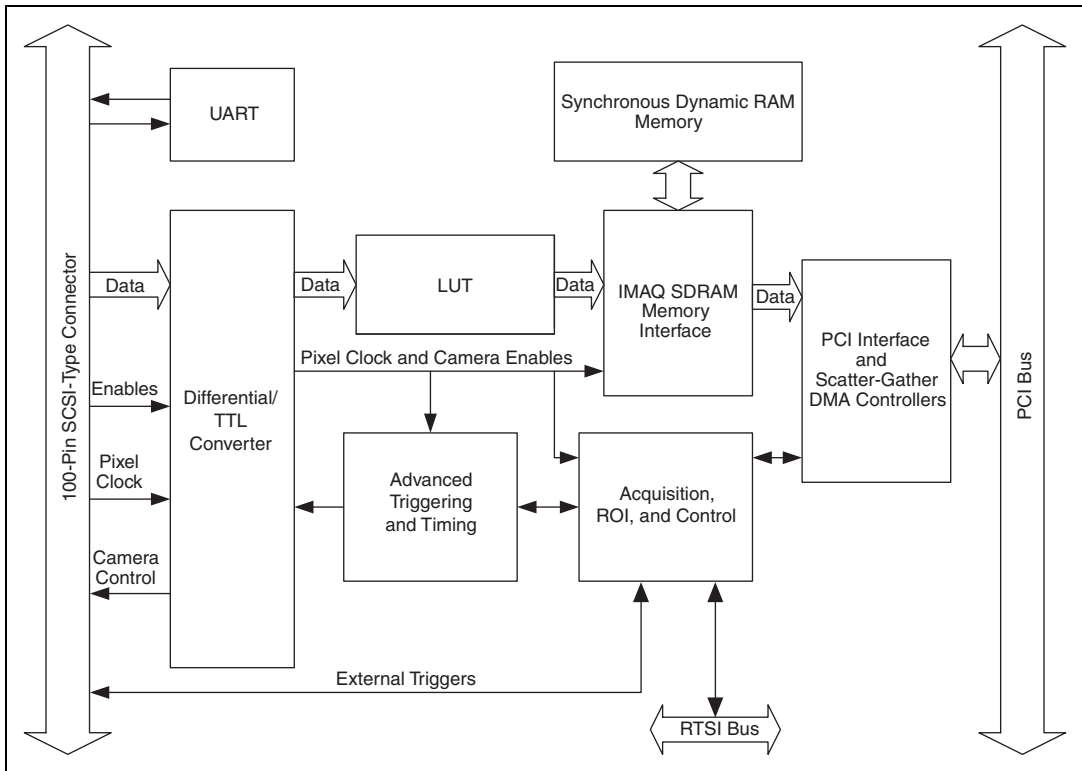 UART
Synchronous Dynamic RAM
Memory
100-Pin SCSI-Type Connector
Data
Data
LUT
Data
IMAQ SDRAM
Memory
Interface
Data
PCI Interface
and
Scatter-Gather
DMA Controllers
PCI Bus
Pixel Clock and Camera Enables
Enables
Differential/
TTL
Converter
Pixel
Clock
Advanced
Triggering
and Timing
Acquisition,
ROI, and Control
Camera
Control
External Triggers
RTSI Bus